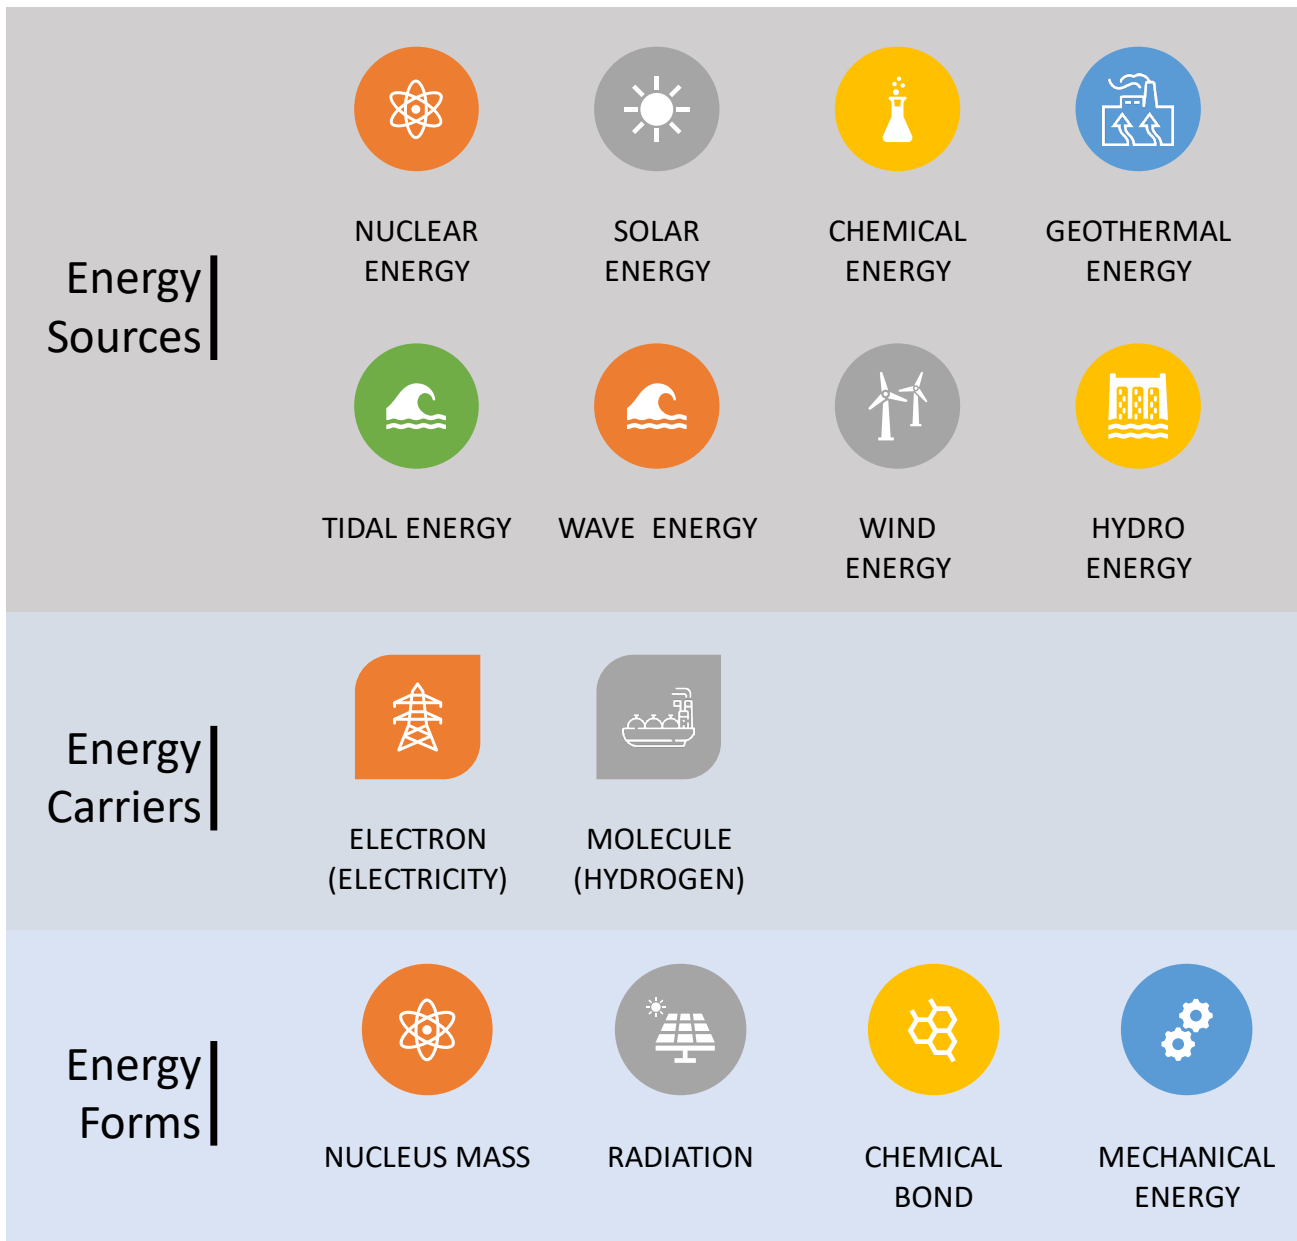 Energy
Sources
NUCLEAR
ENERGY
SOLAR
ENERGY
CHEMICAL
ENERGY
GEOTHERMAL
ENERGY
TIDAL ENERGY
WAVE  ENERGY
WIND
ENERGY
HYDRO
ENERGY
Energy
Carriers
ELECTRON
(ELECTRICITY)
MOLECULE
(HYDROGEN)
Energy
Forms
NUCLEUS MASS
RADIATION
CHEMICAL
BOND
MECHANICAL
ENERGY